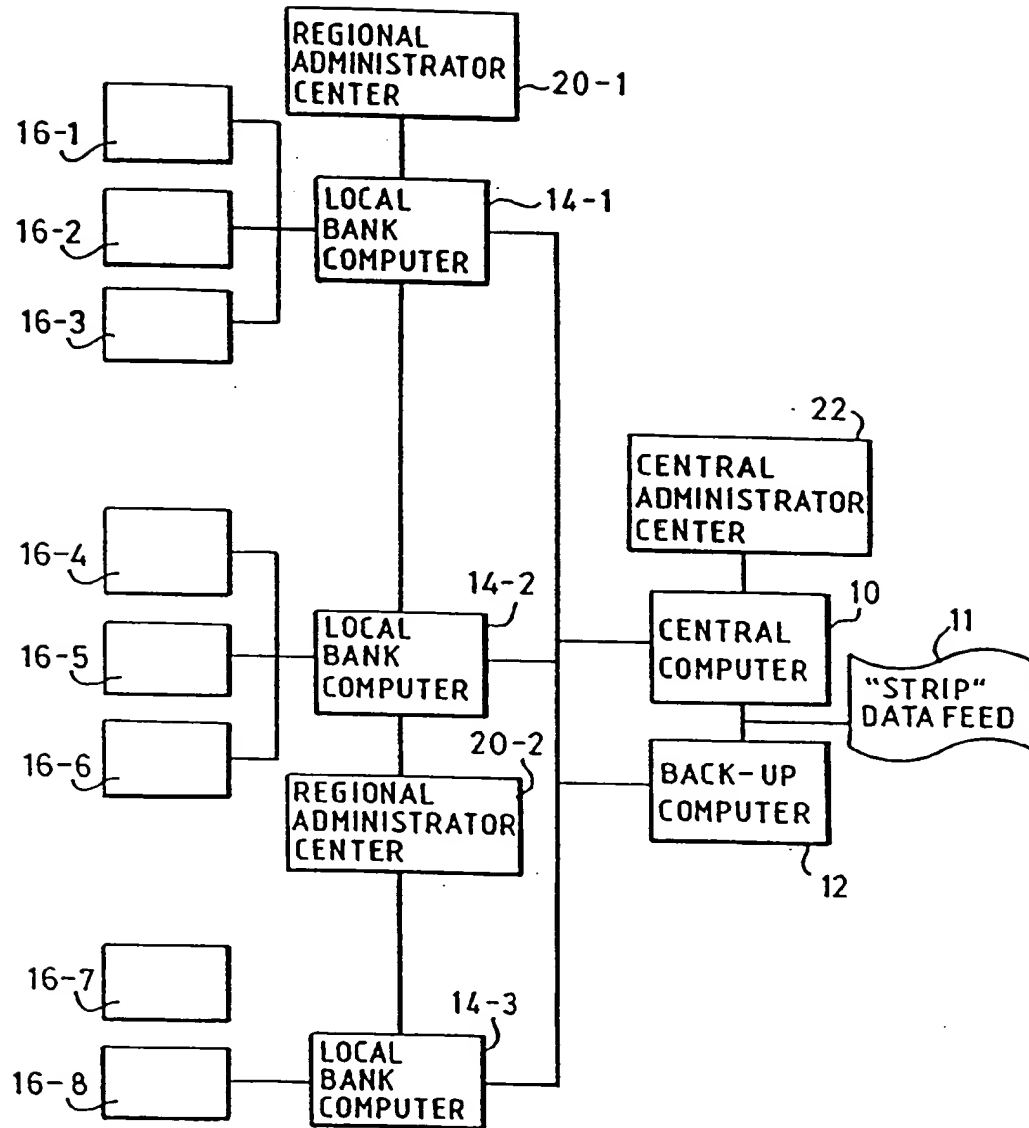 REGIONAL
ADMINISTRATOR
CENTER
20-1
16-1
LOCAL
BANK
COMPUTER
14-1
16-2
16-3
22
CENTRAL
ADMINISTRATOR
CENTER
16-4
14-2
10
LOCAL
BANK
COMPUTER
CENTRAL
COMPUTER
11
"STRIP"
DATA FEED
16-5
16-6
20-2
REGIONAL
ADMINISTRATOR
CENTER
BACK-UP
COMPUTER
12
16-7
14-3
LOCAL
BANK
COMPUTER
16-8